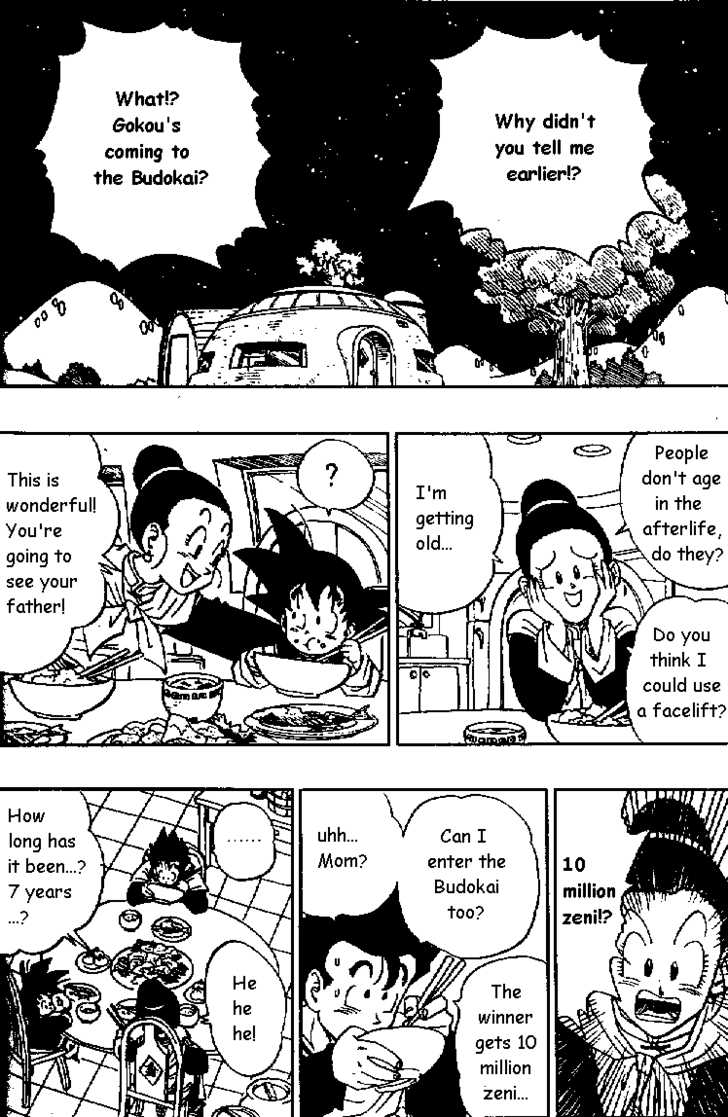 What!?
Gokou's
coming to
the Budokai?
Why didn't
you tell me
earlier!?
This is
wonderful!
You're
going to
see your
father!
?
I'm
getting
old...
People
don't age
in the
afterlife,
do they?
Do you
think I
could use
a facelift?
How
long has
it been...?
7 years
...?
......
He
he
he!
uhh...
Mom?
Can I
enter the
Budokai
too?
The
winner
gets 10
million
zeni...
10
million
zeni!?